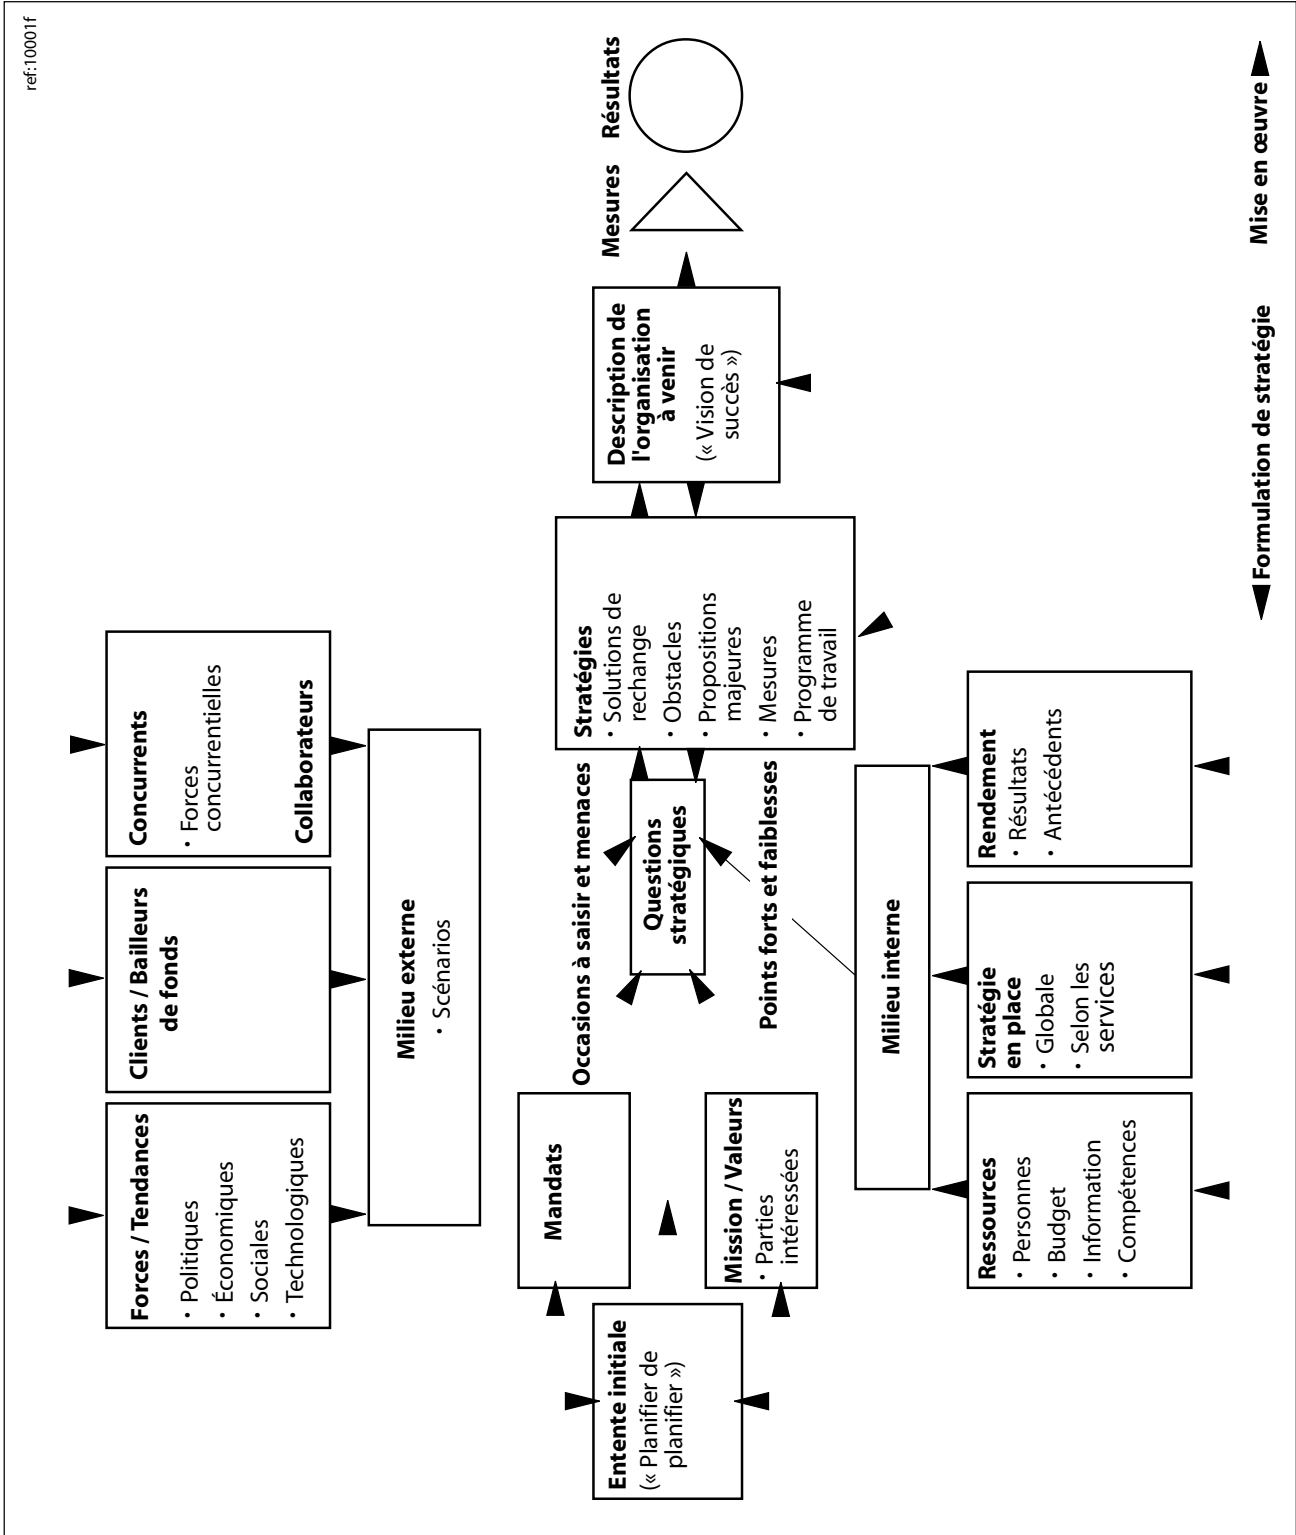 ref:10001f
Forces / Tendances
· Politiques
· Économiques
· Sociales
· Technologiques
Clients / Bailleurs
de fonds
Concurrents
· Forces
concurrentielles
Collaborateurs
Milieu externe
· Scénarios
Entente initiale
(« Planifier de
planifier »)
Mandats
Mission / Valeurs
· Parties
intéressées
Occasions à saisir et menaces
Questions
stratégiques
Points forts et faiblesses
Stratégies
· Solutions de
rechange
· Obstacles
· Propositions
majeures
· Mesures
· Programme
de travail
Description de
l'organisation
à venir
(« Vision de
succès »)
Mesures
Résultats
Milieu interne
Ressources
· Personnes
· Budget
· Information
· Compétences
Stratégie
en place
· Globale
· Selon les
services
Rendement
· Résultats
· Antécédents
Formulation de stratégie
Mise en œuvre